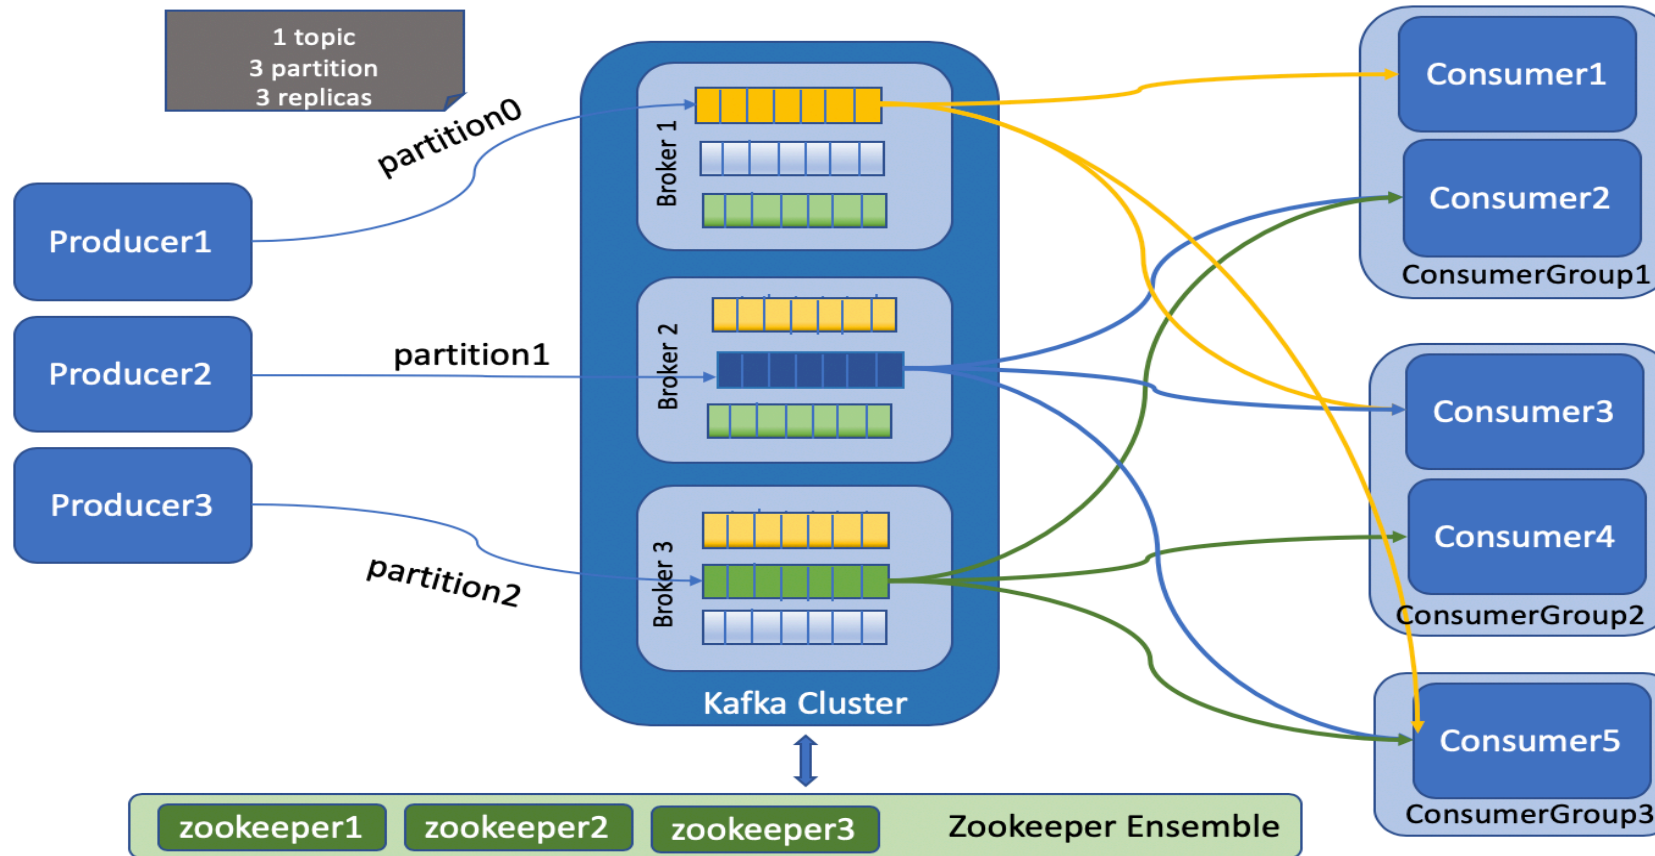 1 topic
3 partition
3 replicas
partition0
Producer1
Producer2
partition1
Producer3
partition2
Broker 1
Broker 2
Broker 3
Kafka Cluster
Consumer1
Consumer2
ConsumerGroup1
Consumer3
Consumer4
ConsumerGroup2
Consumer5
ConsumerGroup3
zookeeper1
zookeeper2
zookeeper3
Zookeeper Ensemble